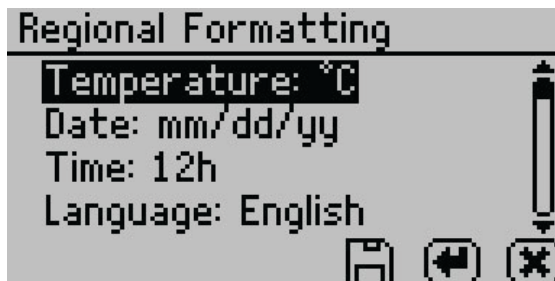 Regional Formatting
Temperature: °C
Date: mm/dd/yy
Time: 12h
Language: English